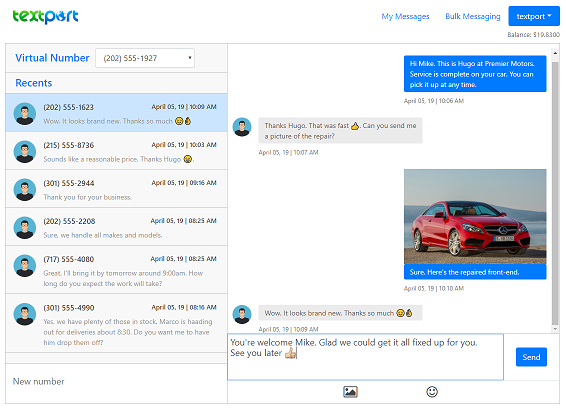 textport
My Messages
Bulk Messaging
textport
Balance: $19.8300
Virtual Number
(202) 555-1927
Recents
(202) 555-1623
April 05, 19 | 10:09 AM
Wow. It looks brand new. Thanks so much 😀👌
(215) 555-8736
April 05, 19 | 10:03 AM
Sounds like a reasonable price. Thanks Hugo 😀.
(301) 555-2944
April 05, 19 | 09:16 AM
Thank you for your business.
(202) 555-2208
April 05, 19 | 08:25 AM
Sure, we handle all makes and models.
(717) 555-4080
April 05, 19 | 08:25 AM
Great. I'll bring it by tomorrow around 9:00am. How
long do you expect the work will take?
(301) 555-4990
April 05, 19 | 08:16 AM
Yes, we have plenty of those in stock. Marco is heading
out for deliveries about 8:30. Do you want me to have
him drop them off?
New number
Hi Mike. This is Hugo at Premier Motors.
Service is complete on your car. You can
pick it up at any time.
April 05, 19 | 10:06 AM
Thanks Hugo. That was fast 👍. Can you send me
a picture of the repair?
April 05, 19 | 10:07 AM
Sure. Here's the repaired front-end.
April 05, 19 | 10:10 AM
Wow. It looks brand new. Thanks so much 😀👌
April 05, 19 | 10:09 AM
You're welcome Mike. Glad we could get it all fixed up for you.
See you later 👍
Send